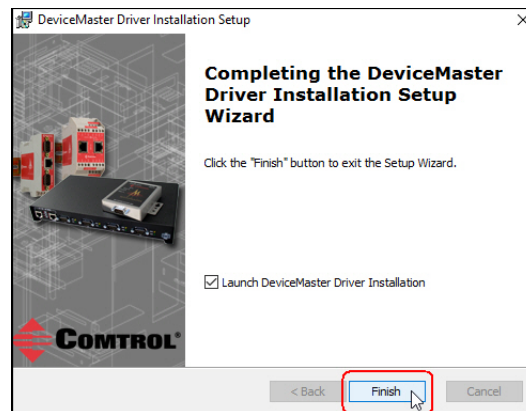 DeviceMaster Driver Installation Setup
Completing the DeviceMaster
Driver Installation Setup
Wizard
Click the "Finish" button to exit the Setup Wizard.
Launch DeviceMaster Driver Installation
COMTROL®
< Back
Finish
Cancel